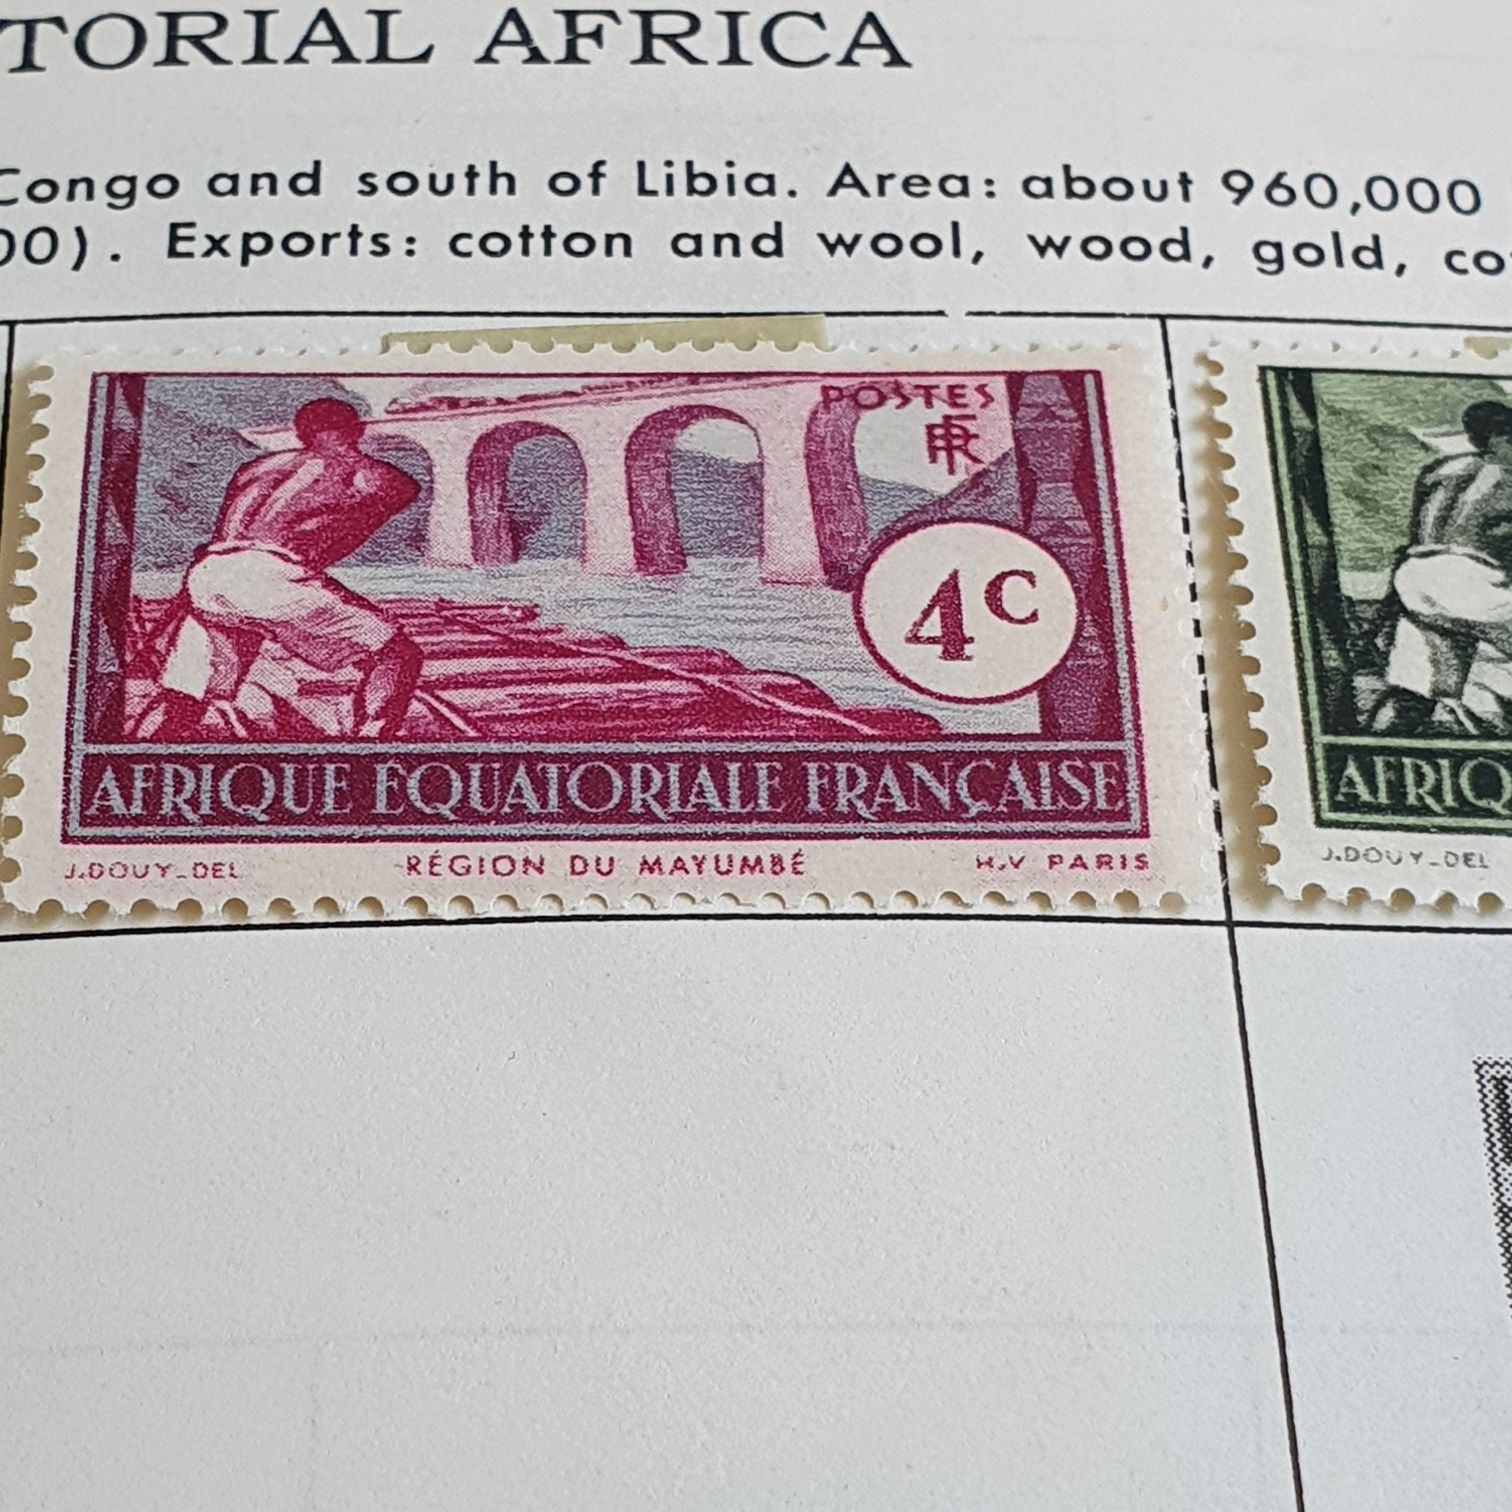 TORIAL AFRICA
Congo and south of Libia. Area: about 960,000
00). Exports: cotton and wool, wood, gold, co
POSTES
RF
4c
AFRIQUE EQUATORIALE FRANÇAISE
J.DOUY_DEL RÉGION DU MAYUMBÉ H.V PARIS
AFRIQ
J.DOUY_DEL